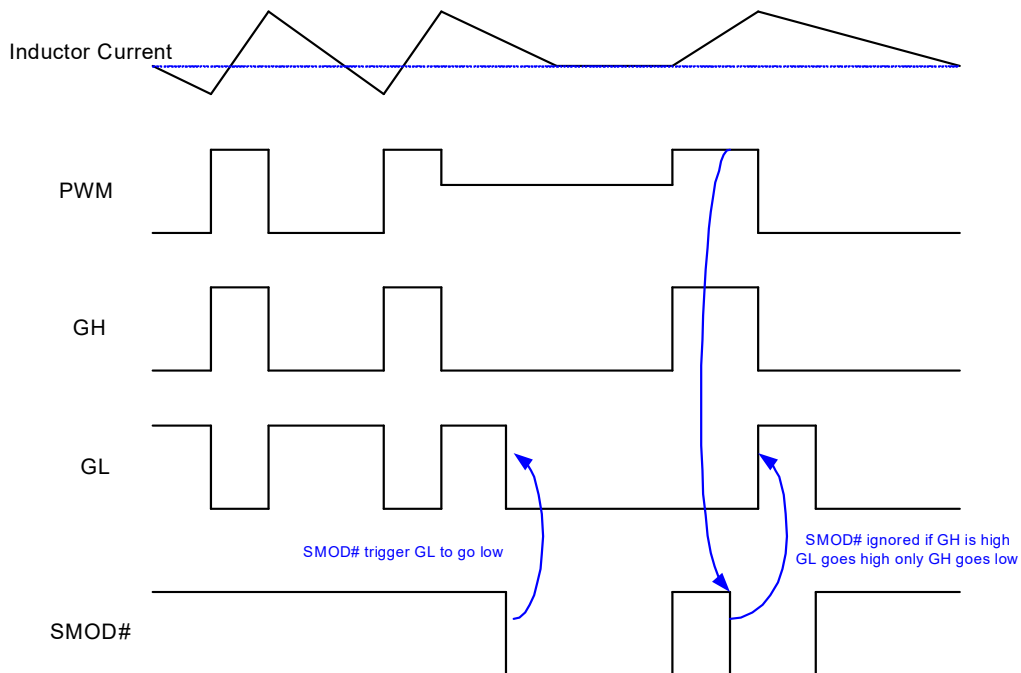 Inductor Current
PWM
GH
GL
SMOD# trigger GL to go low
SMOD# ignored if GH is high
GL goes high only GH goes low
SMOD#